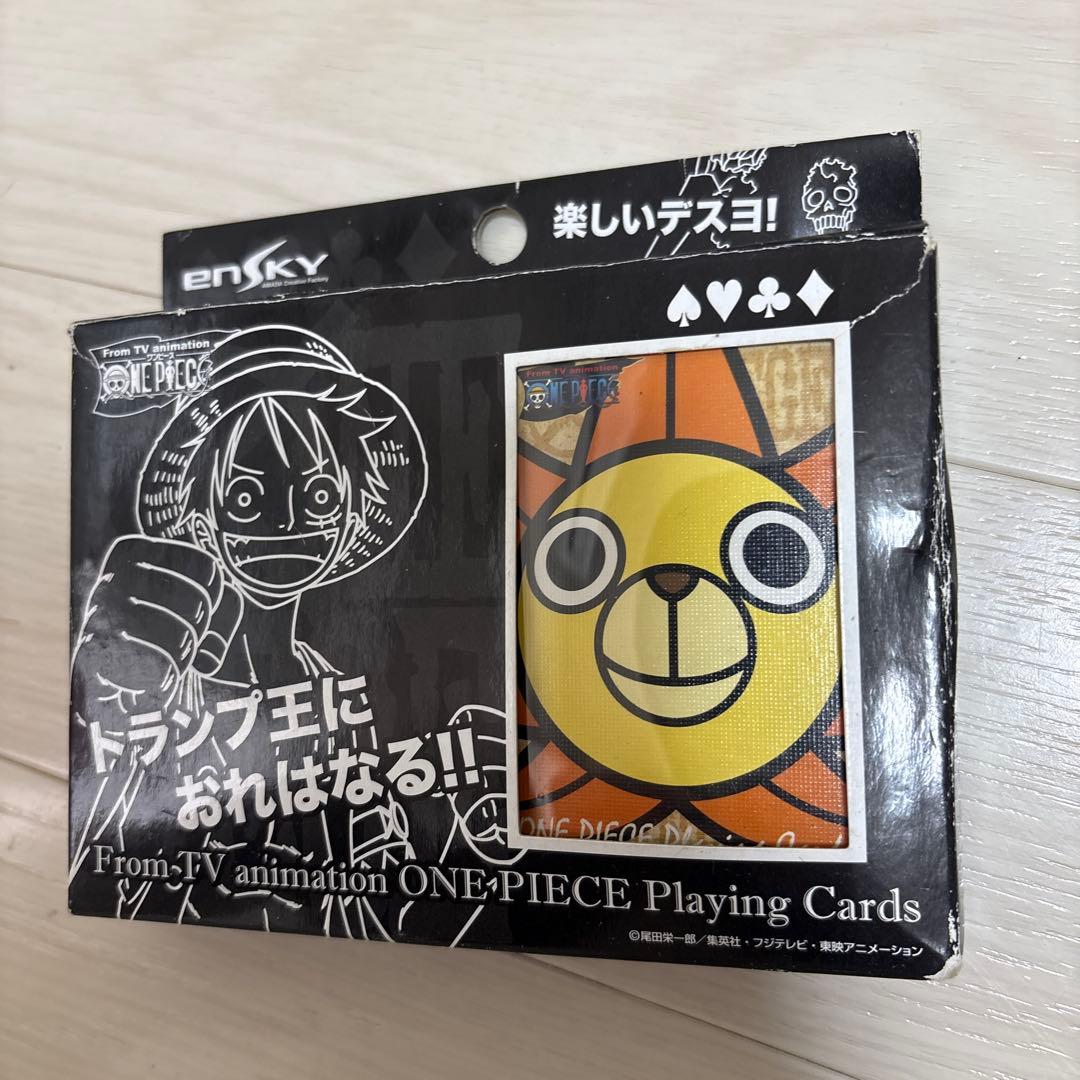 楽しいデスヨ!
enSKY
AMADA Creative Factory
From TV animation
ワンピース
ONE PIECE
From TV animation
ONE PIECE
トランプ王に
おれはなる!!
ONE PIECE Playing Cards
From TV animation ONE PIECE Playing Cards
©尾田栄一郎／集英社・フジテレビ・東映アニメーション